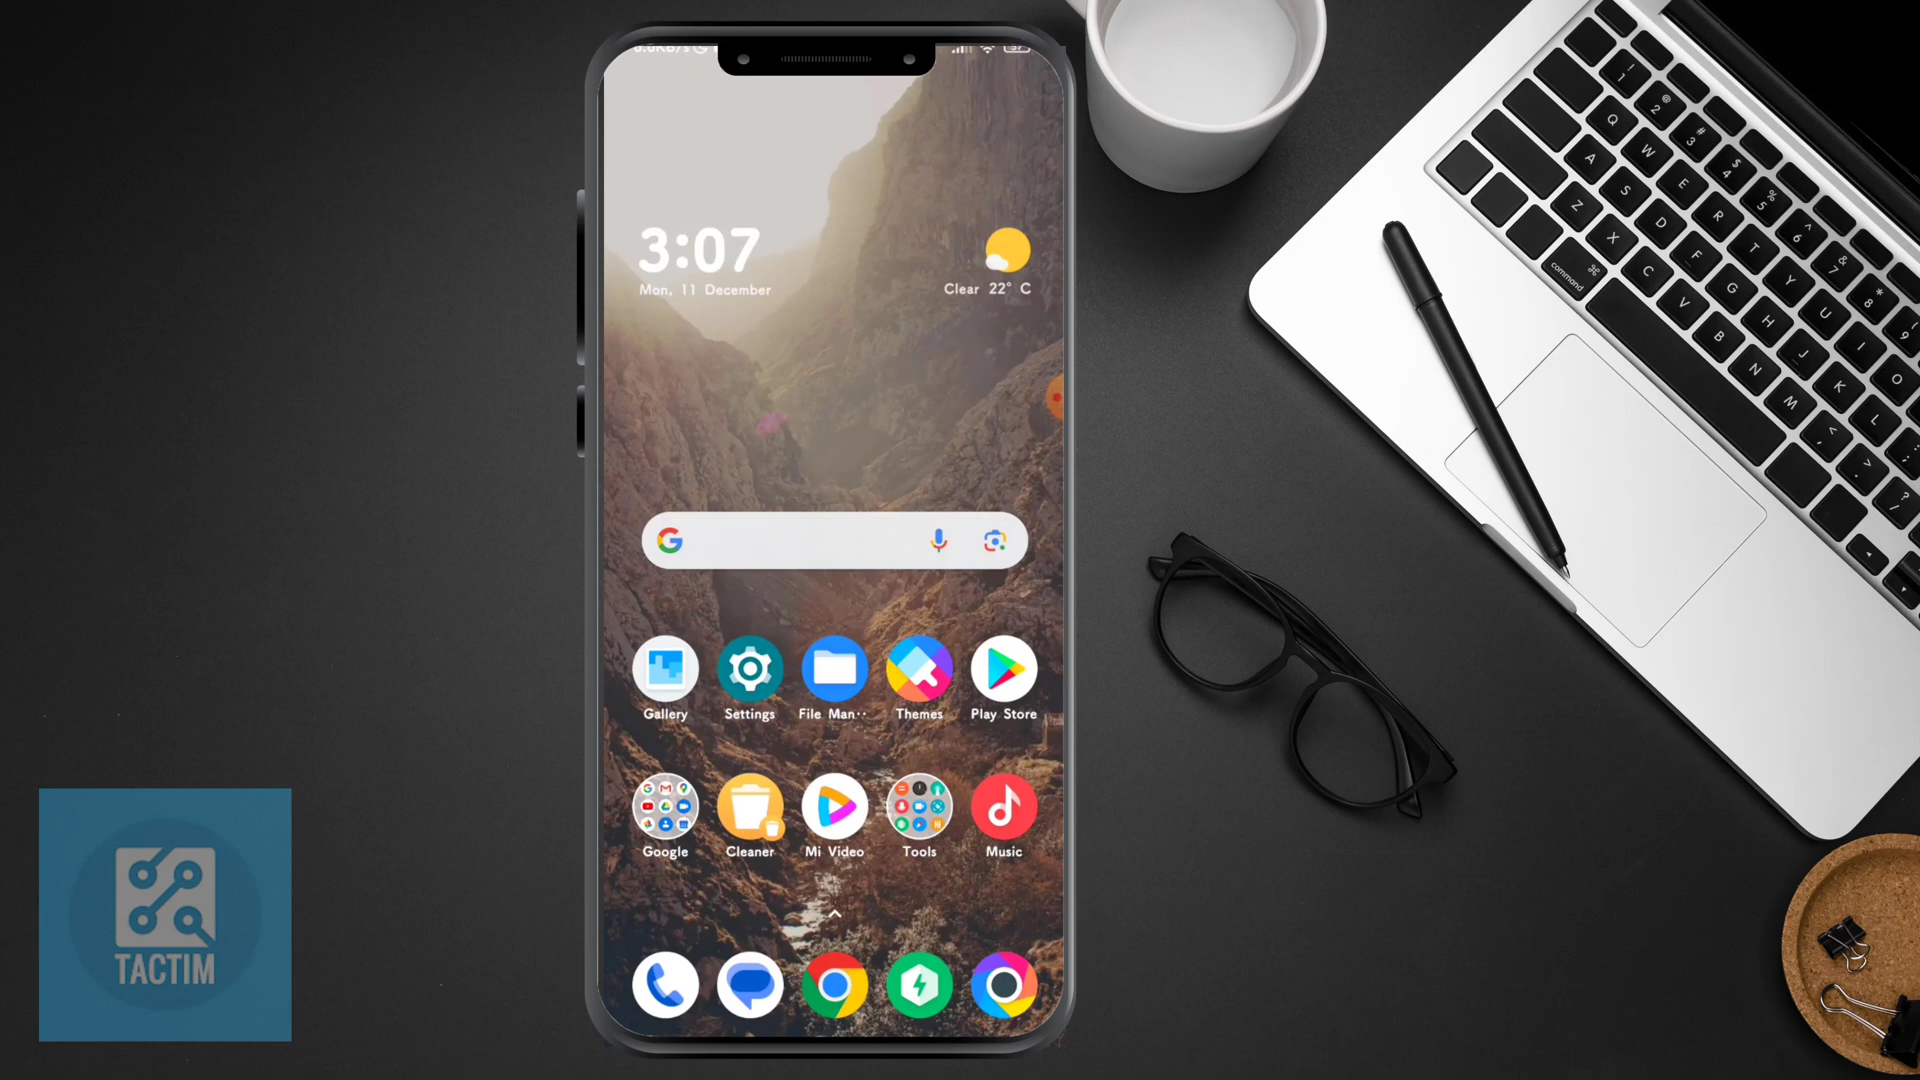 3:07
Mon, 11 December
Clear 22° C
Gallery
Settings
File Man··
Themes
Play Store
Google
Cleaner
Mi Video
Tools
Music
TACTIM
command